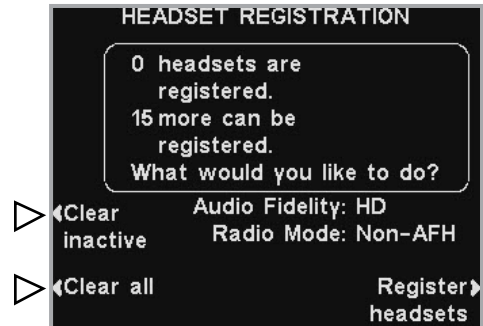 HEADSET REGISTRATION
0 headsets are
registered.
15 more can be
registered.
What would you like to do?
Clear
inactive
Audio Fidelity: HD
Radio Mode: Non-AFH
Clear all
Register
headsets